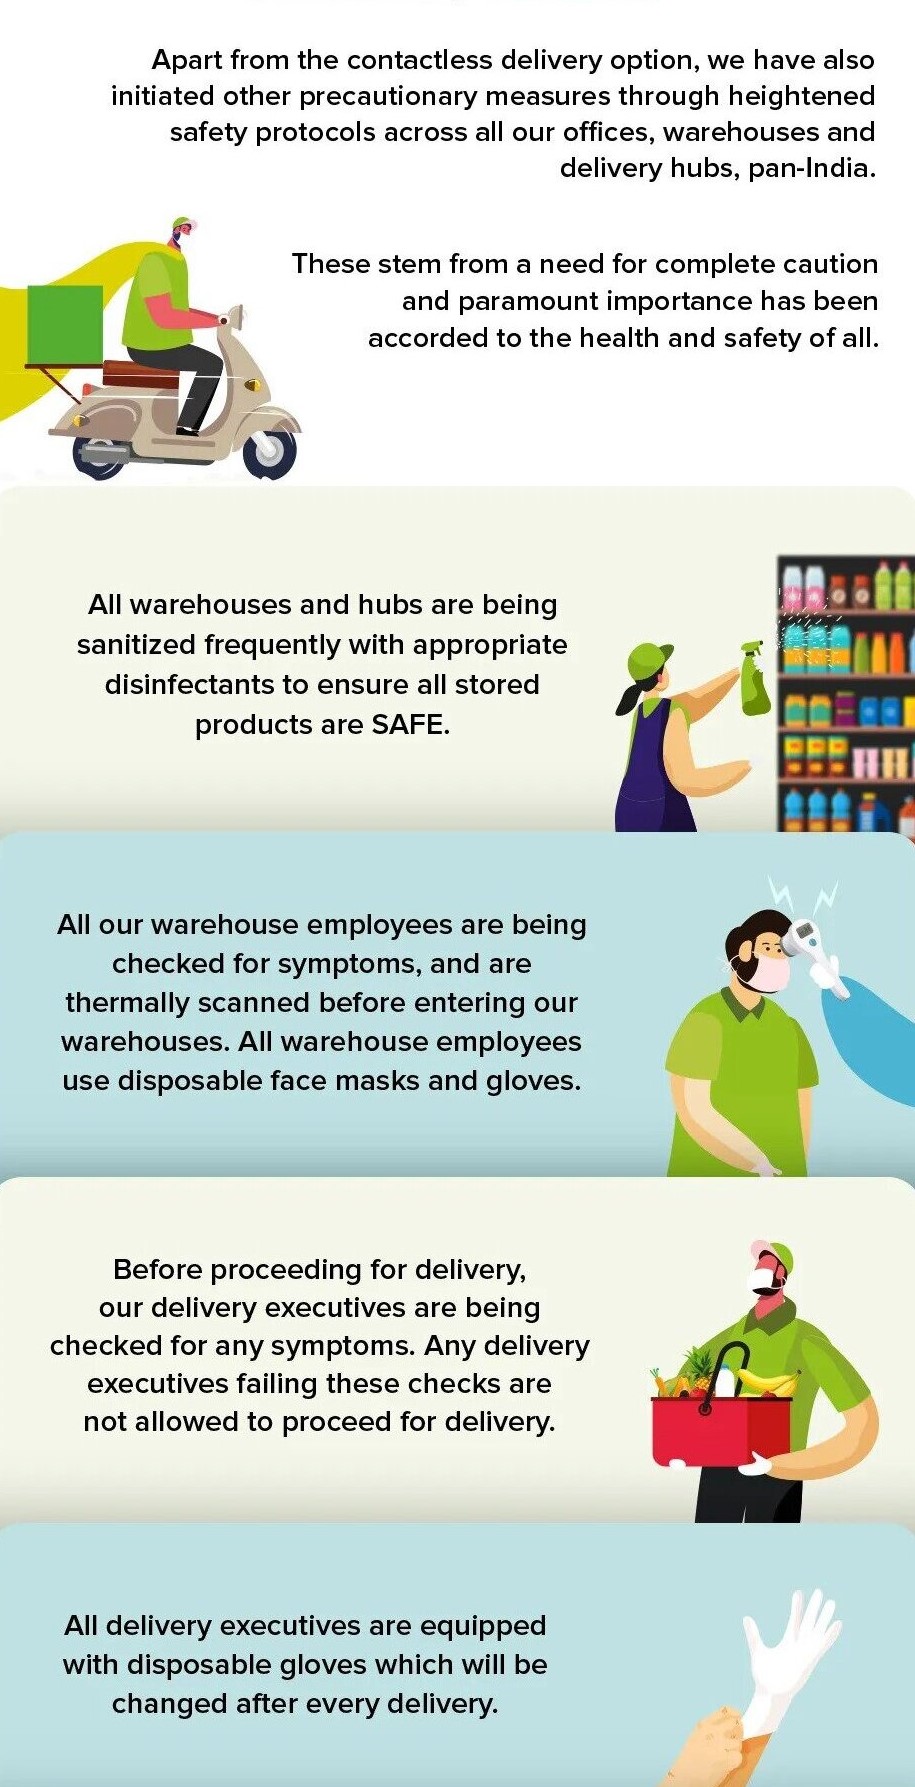 Apart from the contactless delivery option, we have also
initiated other precautionary measures through heightened
safety protocols across all our offices, warehouses and
delivery hubs, pan-India.
These stem from a need for complete caution
and paramount importance has been
accorded to the health and safety of all.
All warehouses and hubs are being
sanitized frequently with appropriate
disinfectants to ensure all stored
products are SAFE.
All our warehouse employees are being
checked for symptoms, and are
thermally scanned before entering our
warehouses. All warehouse employees
use disposable face masks and gloves.
Before proceeding for delivery,
our delivery executives are being
checked for any symptoms. Any delivery
executives failing these checks are
not allowed to proceed for delivery.
All delivery executives are equipped
with disposable gloves which will be
changed after every delivery.